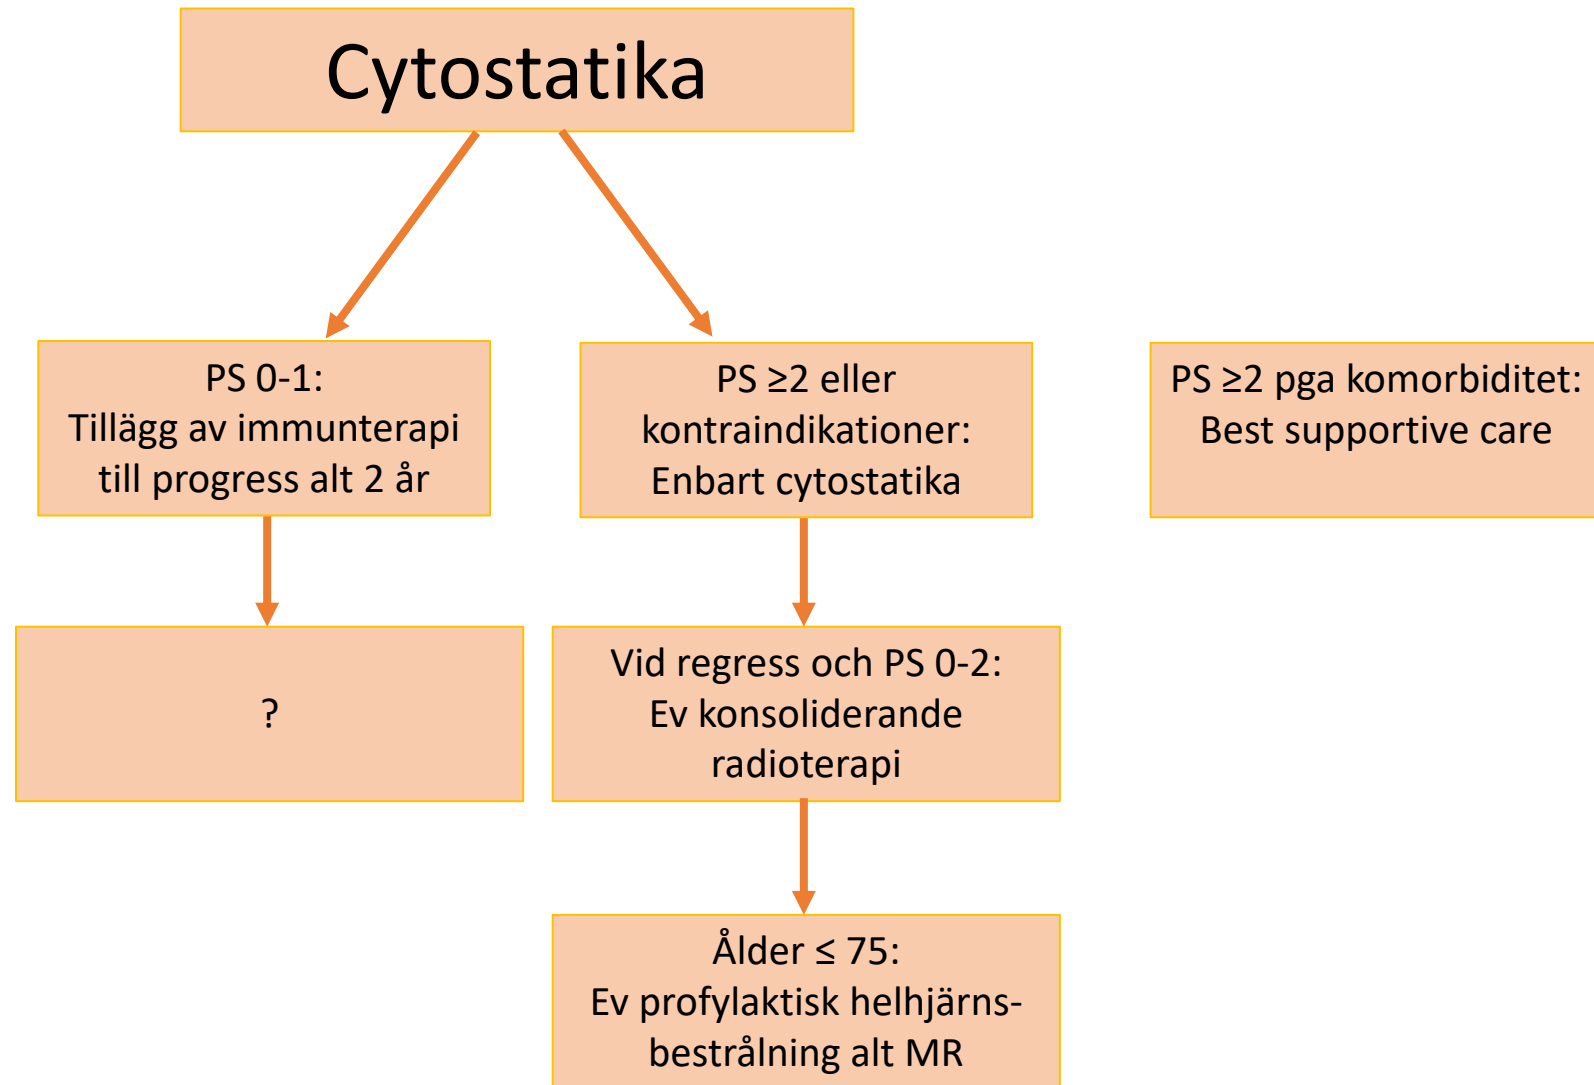 Cytostatika
PS 0-1:
Tillägg av immunterapi
till progress alt 2 år
PS ≥2 eller
kontraindikationer:
Enbart cytostatika
PS ≥2 pga komorbiditet:
Best supportive care
?
Vid regress och PS 0-2:
Ev konsoliderande
radioterapi
Ålder ≤ 75:
Ev profylaktisk helhjärns-
bestrålning alt MR